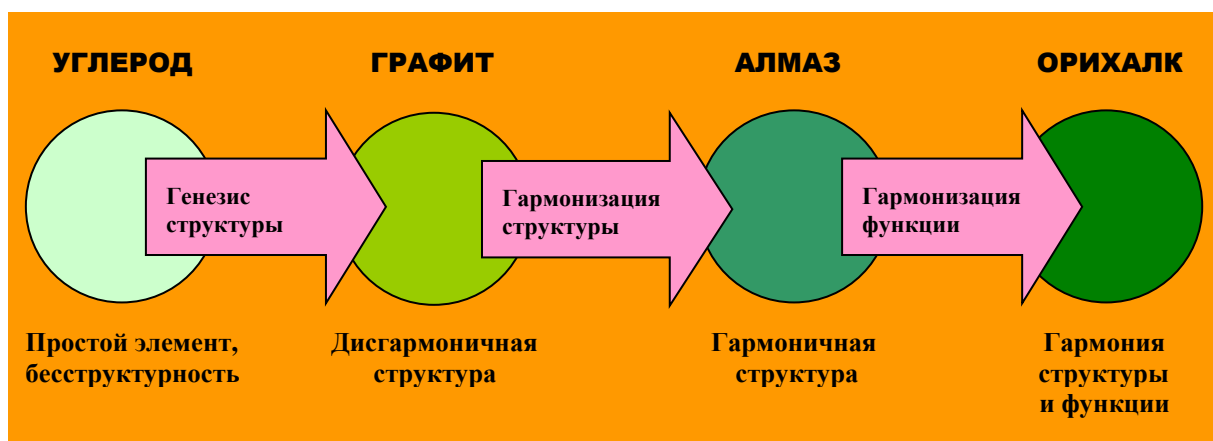 УГЛЕРОД
ГРАФИТ
АЛМАЗ
ОРИХАЛК
Генезис
структуры
Гармонизация
структуры
Гармонизация
функции
Простой элемент,
бесструктурность
Дисгармоничная
структура
Гармоничная
структура
Гармония
структуры
и функции